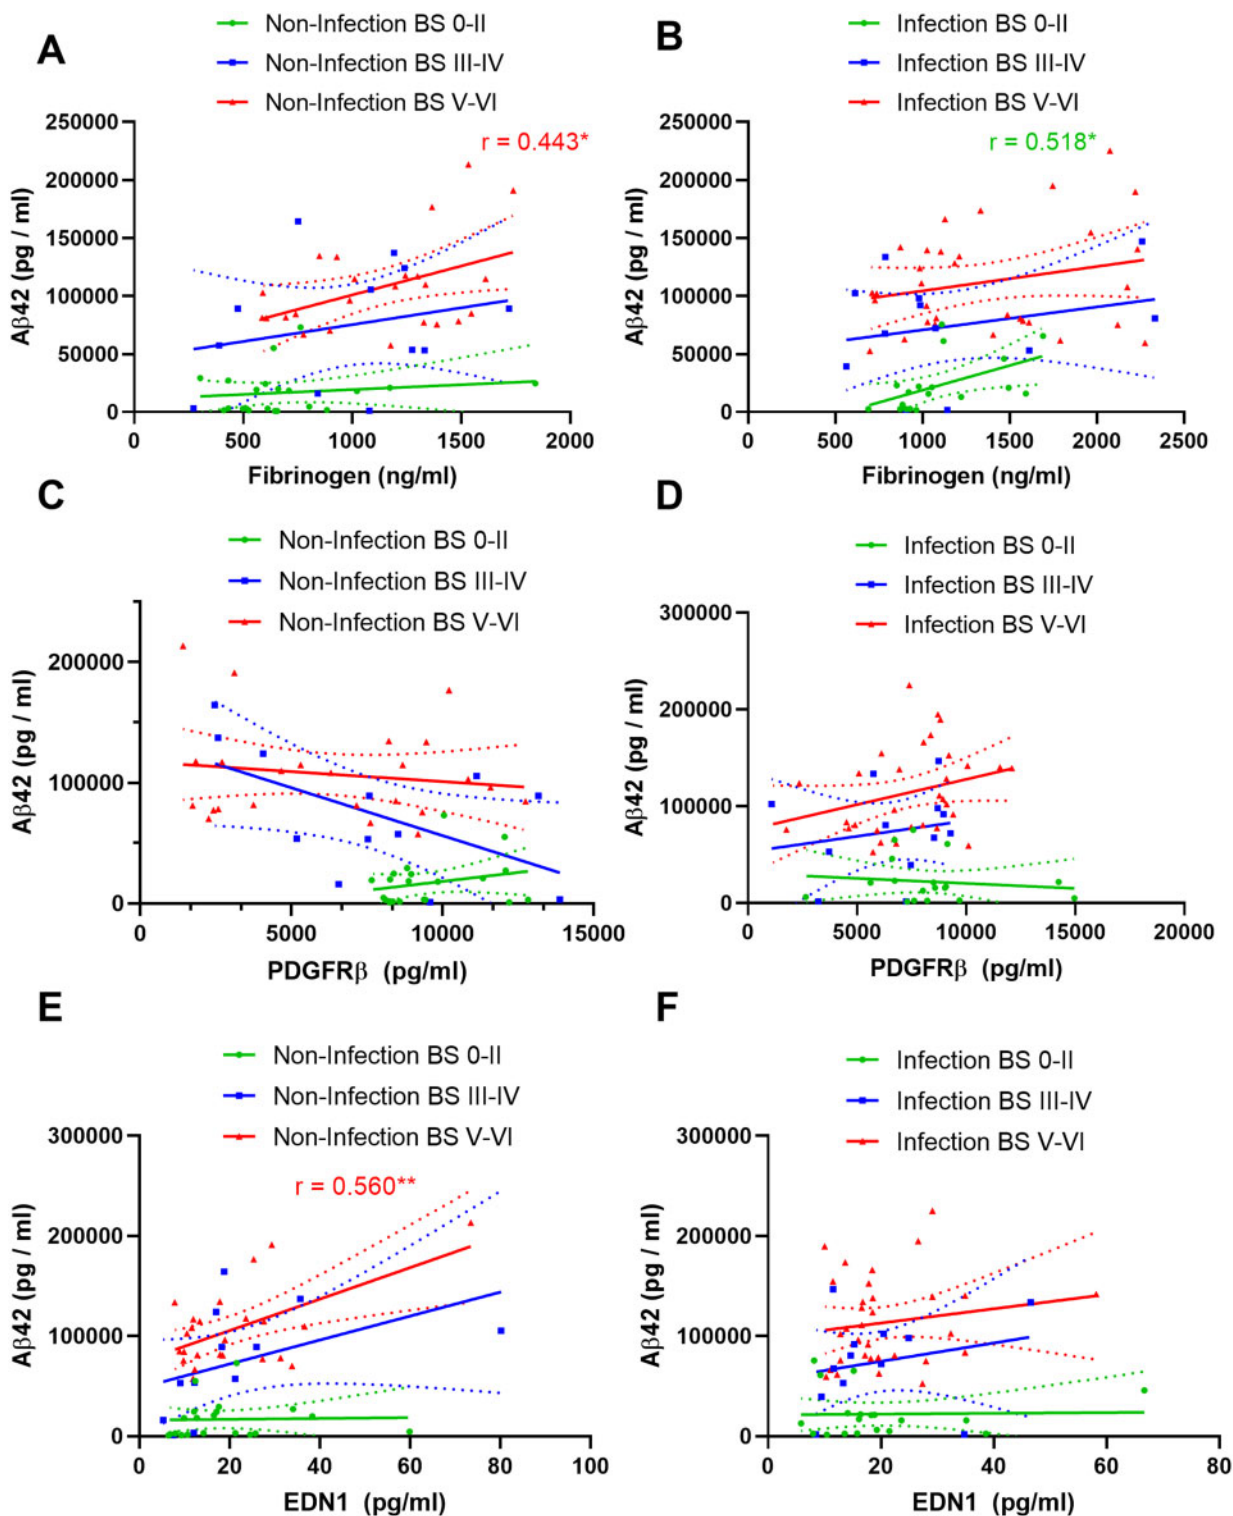 A
Non-Infection BS 0-II
Non-Infection BS III-IV
Non-Infection BS V-VI
r = 0.443*
Aβ42 (pg / ml)
250000
200000
150000
100000
50000
0
0 500 1000 1500 2000
Fibrinogen (ng/ml)
B
Infection BS 0-II
Infection BS III-IV
Infection BS V-VI
r = 0.518*
Aβ42 (pg / ml)
250000
200000
150000
100000
50000
0
0 500 1000 1500 2000 2500
Fibrinogen (ng/ml)
C
Non-Infection BS 0-II
Non-Infection BS III-IV
Non-Infection BS V-VI
Aβ42 (pg / ml)
200000
100000
0
0 5000 10000 15000
PDGFRβ (pg/ml)
D
Infection BS 0-II
Infection BS III-IV
Infection BS V-VI
Aβ42 (pg / ml)
300000
200000
100000
0
0 5000 10000 15000 20000
PDGFRβ (pg/ml)
E
Non-Infection BS 0-II
Non-Infection BS III-IV
Non-Infection BS V-VI
r = 0.560**
Aβ42 (pg / ml)
300000
200000
100000
0
0 20 40 60 80 100
EDN1 (pg/ml)
F
Infection BS 0-II
Infection BS III-IV
Infection BS V-VI
Aβ42 (pg / ml)
300000
200000
100000
0
0 20 40 60 80
EDN1 (pg/ml)